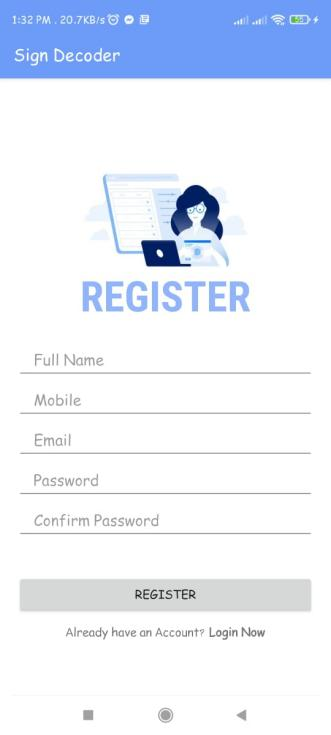 1:32 PM . 20.7KB/s
Sign Decoder
REGISTER
Full Name
Mobile
Email
Password
Confirm Password
REGISTER
Already have an Account? Login Now